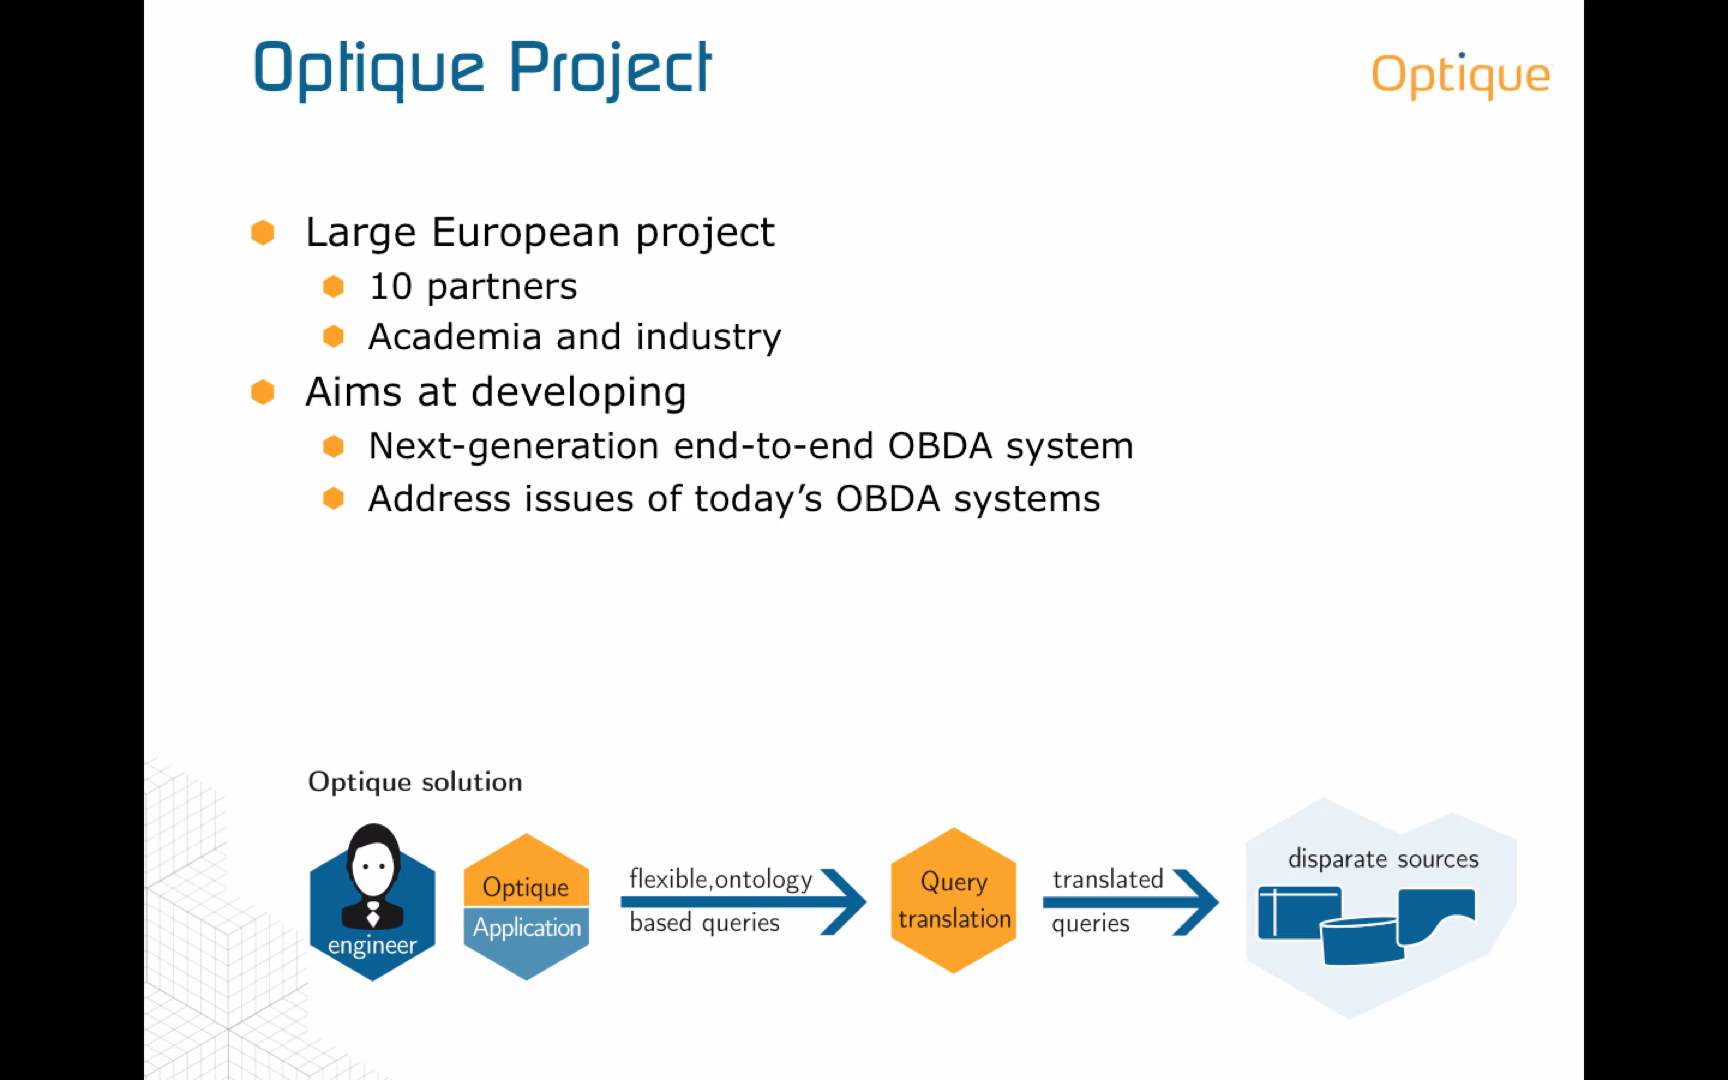 Optique Project
Optique
Large European project
10 partners
Academia and industry
Aims at developing
Next-generation end-to-end OBDA system
Address issues of today’s OBDA systems
Optique solution
engineer
Optique
Application
flexible,ontology
based queries
Query
translation
translated
queries
disparate sources